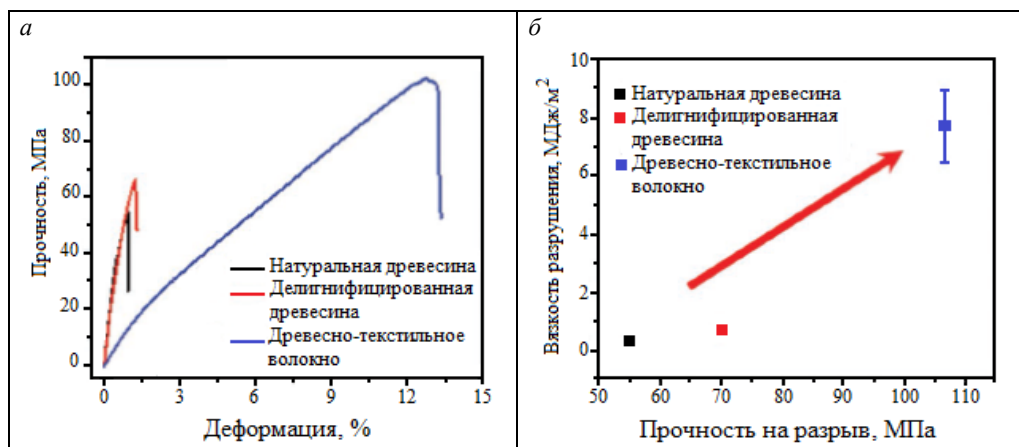 а
Прочность, МПа
100
80
60
40
20
0
Натуральная древесина
Делигнифицированная
древесина
Древесно-текстильное
волокно
0 3 6 9 12 15
Деформация, %
б
Вязкость разрушения, МДж/м²
10
8
6
4
2
0
Натуральная древесина
Делигнифицированная
древесина
Древесно-текстильное
волокно
50 60 70 80 90 100 110
Прочность на разрыв, МПа